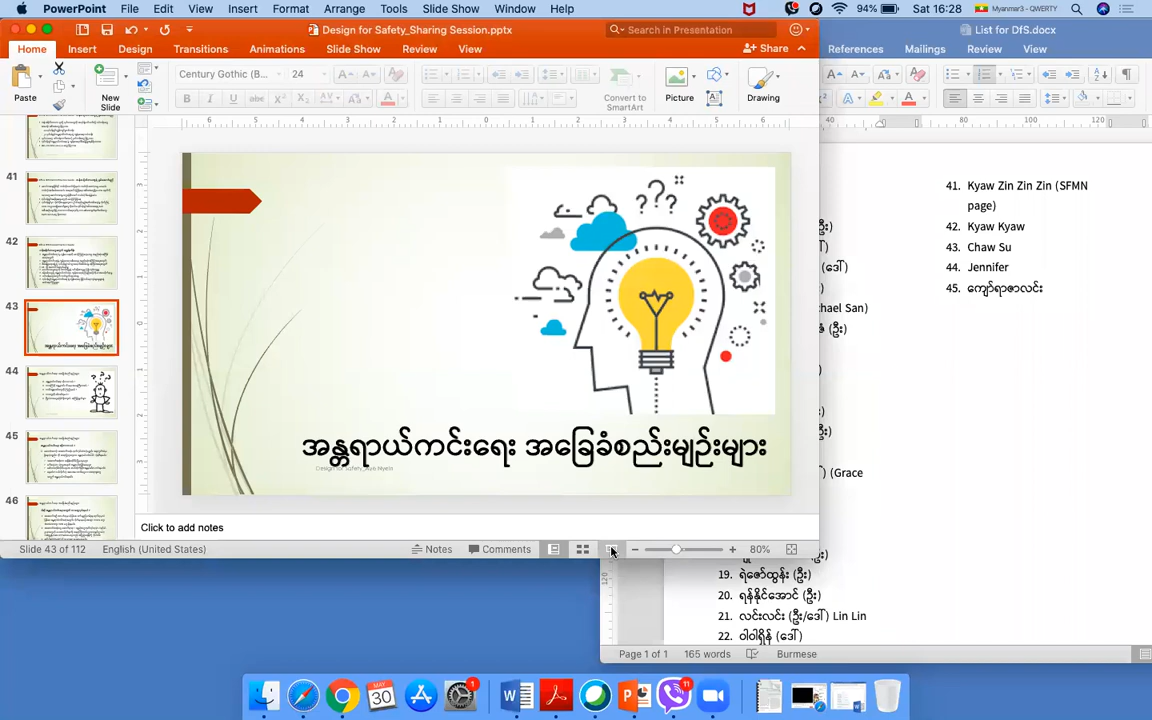 PowerPoint File Edit View Insert Format Arrange Tools Slide Show Window Help 94% Sat 16:28 Myanmar3 - QWERTY
Design for Safety_Sharing Session.pptx
Search in Presentation
List for DfS.docx
Home Insert Design Transitions Animations Slide Show Review View
Share
References Mailings Review View
Paste
New Slide
Century Gothic (B... 24
Convert to SmartArt
Picture
Drawing
41
42
43
44
45
46
အန္တရာယ်ကင်းရေး အခြေခံစည်းမျဉ်းများ
Click to add notes
Slide 43 of 112 English (United States) Notes Comments 80%
41. Kyaw Zin Zin Zin (SFMN
page)
42. Kyaw Kyaw
43. Chaw Su
44. Jennifer
45. ကျော်ရာဇာလင်း
(ဒေါ်)
hael San)
(ဦး)
(Grace
19. ရဲဇော်ထွန်း (ဦး)
20. ရန်နိုင်အောင် (ဦး)
21. လင်းလင်း (ဦး/ဒေါ်) Lin Lin
22. ဝါဝါရှိန် (ဒေါ်)
Page 1 of 1 165 words Burmese
MAY
30
1
11